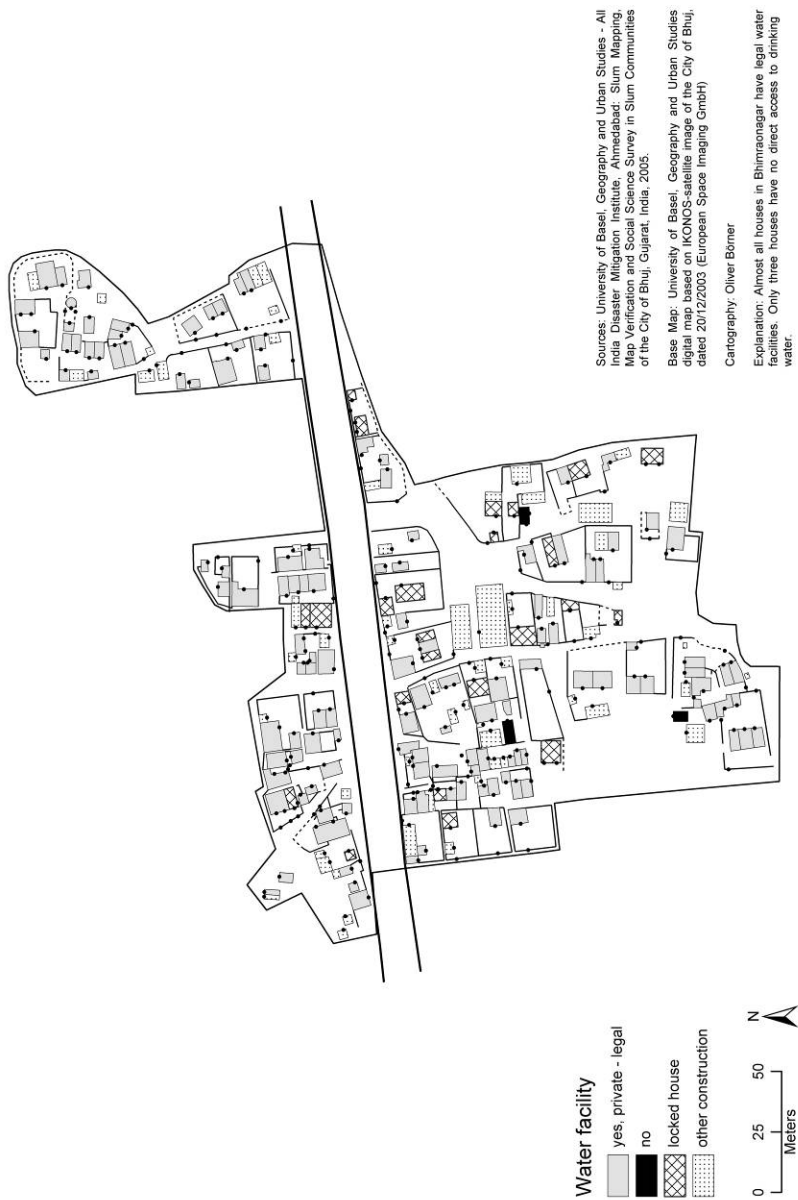 Sources: University of Basel, Geography and Urban Studies - All
India Disaster Mitigation Institute, Ahmedabad: Slum Mapping,
Map Verification and Social Science Survey in Slum Communities
of the City of Bhuj, Gujarat, India, 2005.
Base Map: University of Basel, Geography and Urban Studies
digital map based on IKONOS-satellite image of the City of Bhuj,
dated 20/12/2003 (European Space Imaging GmbH)
Cartography: Oliver Börner
Explanation: Almost all houses in Bhimraonagar have legal water
facilities. Only three houses have no direct access to drinking
water.
Water facility
yes, private - legal
no
locked house
other construction
0 25 50
Meters
N